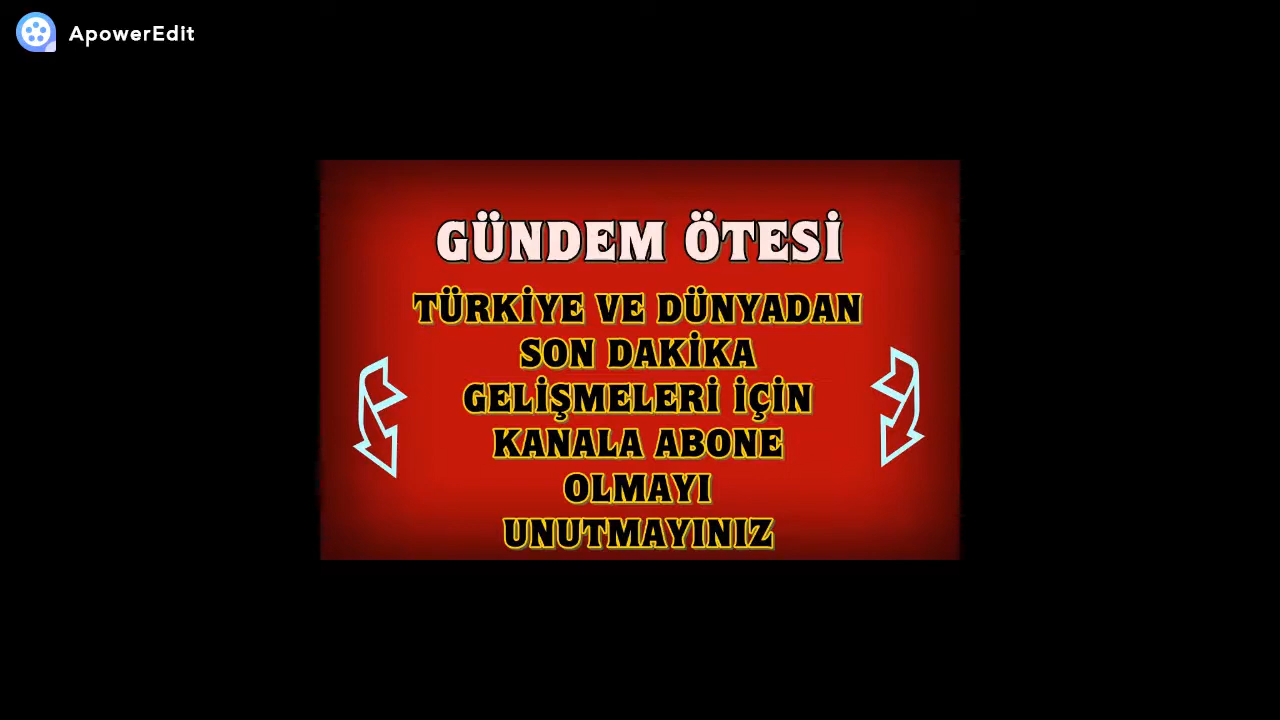 ApowerEdit
GÜNDEM ÖTESİ
TÜRKİYE VE DÜNYADAN
SON DAKİKA
GELİŞMELERİ İÇİN
KANALA ABONE
OLMAYI
UNUTMAYINIZ